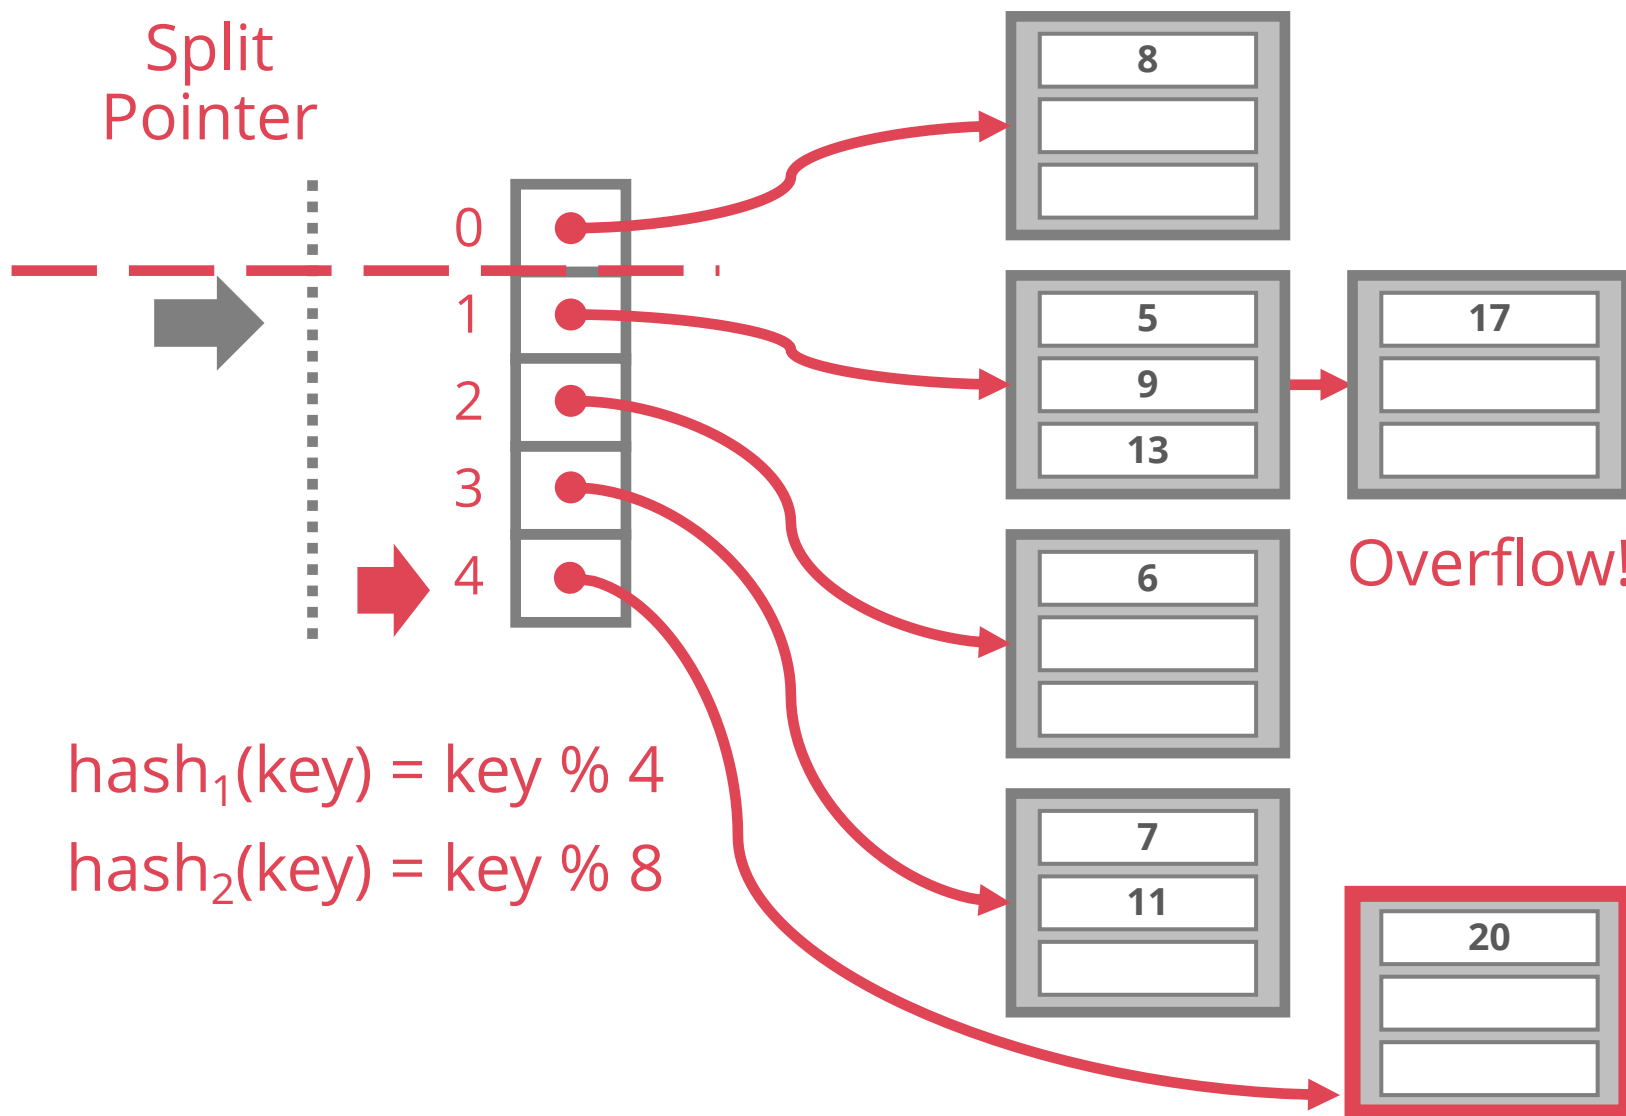 Split
Pointer
0
1
2
3
4
8
5
9
13
17
Overflow!
6
7
11
20
hash₁(key) = key % 4
hash₂(key) = key % 8